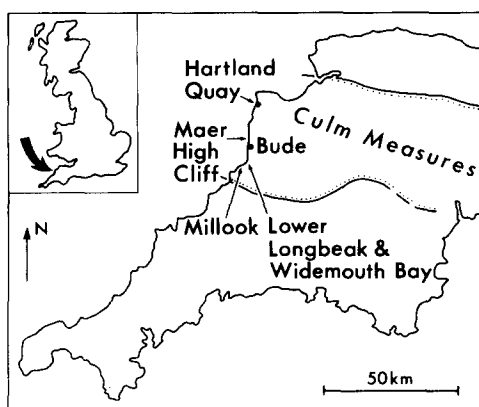 Hartland
Quay
Culm Measures
Maer
High
Cliff
Bude
Millook
Lower
Longbeak &
Widemouth Bay
N
50km